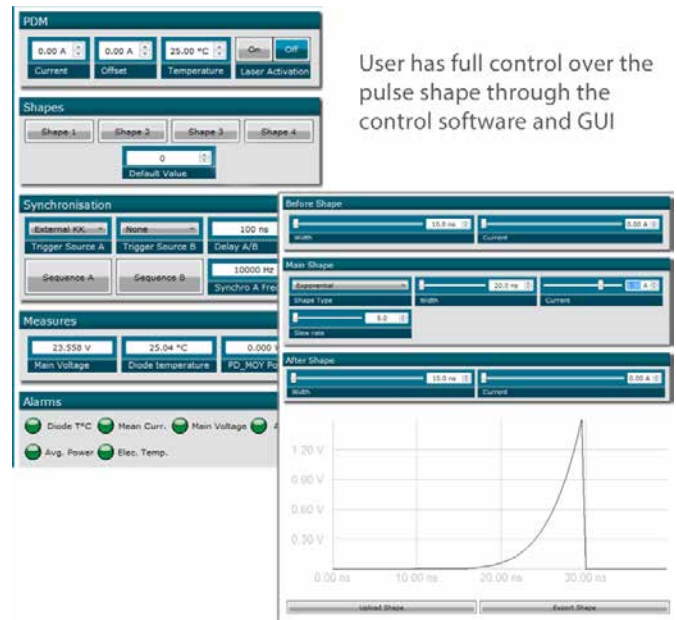 PDM
0.00 A
0.00 A
25.00 °C
On
Off
Current
Offset
Temperature
Laser Activation
User has full control over the
pulse shape through the
control software and GUI
Shapes
Shape 1
Shape 2
Shape 3
Shape 4
0
Default Value
Synchronisation
External KK.
None
100 ns
Trigger Source A
Trigger Source B
Delay A/B
Sequence A
Sequence B
10000 Hz
Synchro A Fre
Measures
23.558 V
25.04 °C
0.000
Main Voltage
Diode temperature
PD_MOY Po
Alarms
Diode T°C
Mean Curr.
Main Voltage
Avg. Power
Elec. Temp.
Before Shape
10.0 ns
0.00 A
Width
Current
Main Shape
Exponential
20.0 ns
A
Shape Type
Width
Current
5.0
Slew rate
After Shape
10.0 ns
0.00 A
Width
Current
1.20 V
0.90 V
0.60 V
0.30 V
0.00 ns
10.00 ns
20.00 ns
30.00 ns
Upload Shape
Export Shape